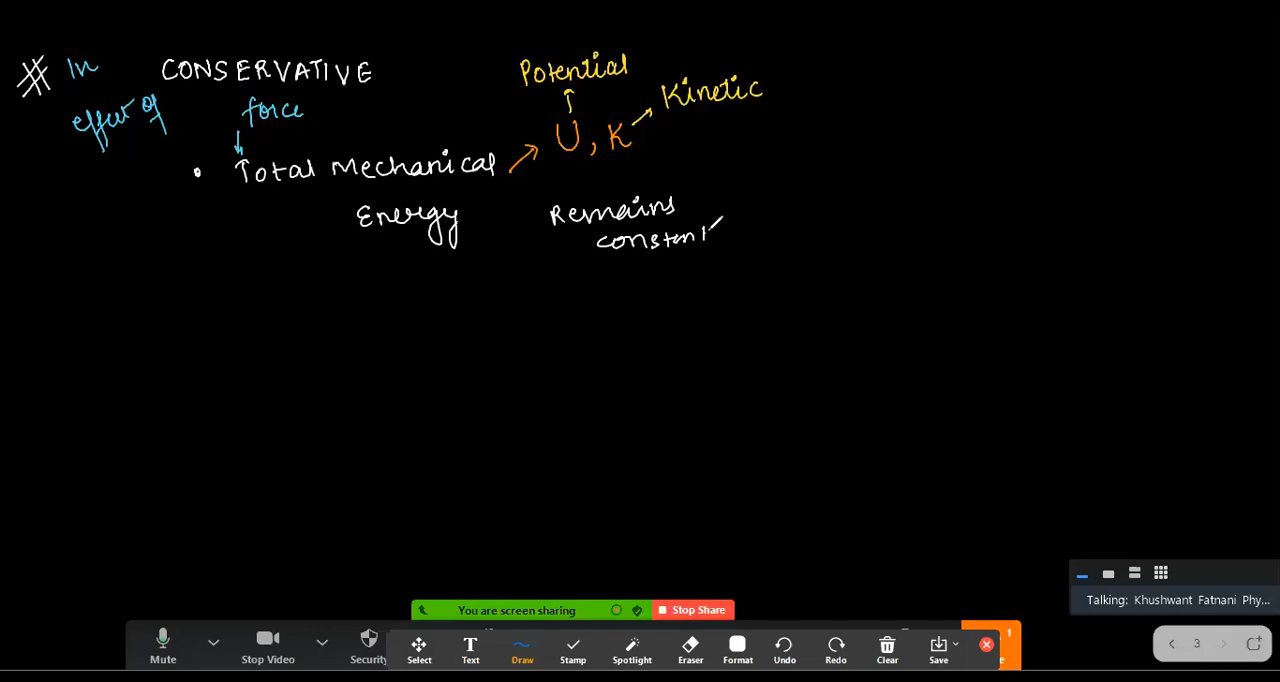 In CONSERVATIVE
effect of force
Potential
Kinetic
U, K
Total Mechanical
Energy Remains
constant
Talking: Khushwant Fatnani Phy...
You are screen sharing Stop Share
1
Mute Stop Video Security Select Text Draw Stamp Spotlight Eraser Format Undo Redo Clear Save
3